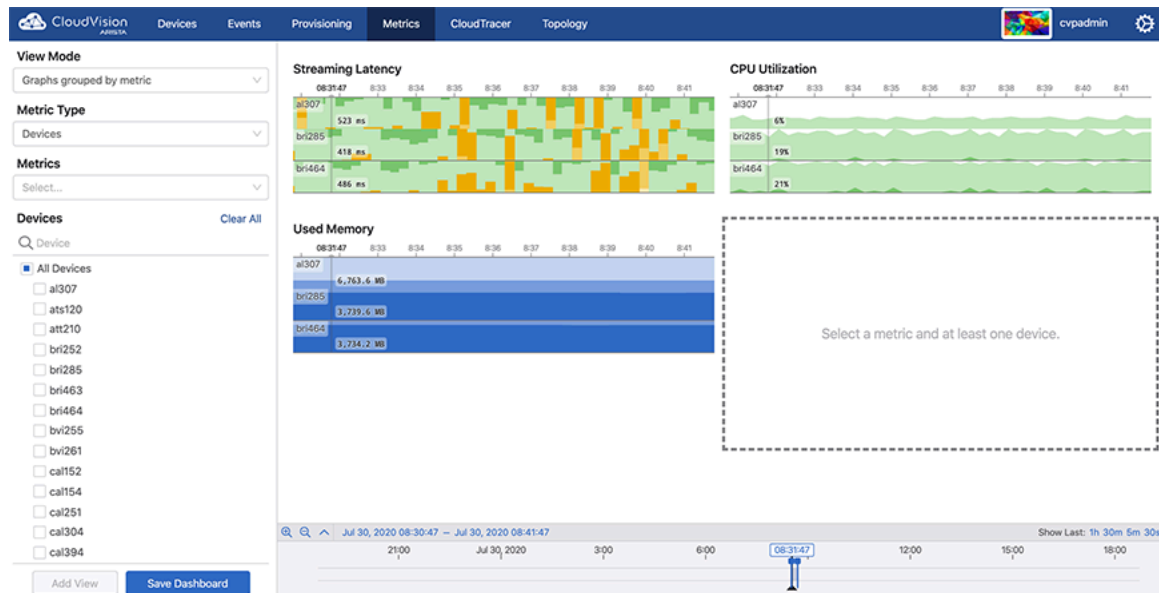 CloudVision
ARISTA
Devices
Events
Provisioning
Metrics
CloudTracer
Topology
cvpadmin
View Mode
Graphs grouped by metric
Metric Type
Devices
Metrics
Select...
Devices
Clear All
Device
All Devices
al307
ats120
att210
bri252
bri285
bri463
bri464
bvi255
bvi261
cal152
cal154
cal251
cal304
cal394
Add View
Save Dashboard
Streaming Latency
08:31:47 8:33 8:34 8:35 8:36 8:37 8:38 8:39 8:40 8:41
al307
523 ms
bri285
418 ms
bri464
486 ms
CPU Utilization
08:31:47 8:33 8:34 8:35 8:36 8:37 8:38 8:39 8:40 8:41
al307
6%
bri285
19%
bri464
21%
Used Memory
08:31:47 8:33 8:34 8:35 8:36 8:37 8:38 8:39 8:40 8:41
al307
6,763.6 MB
bri285
3,739.6 MB
bri464
3,734.2 MB
Select a metric and at least one device.
Jul 30, 2020 08:30:47 – Jul 30, 2020 08:41:47
Show Last: 1h 30m 5m 30s
21:00 Jul 30, 2020 3:00 6:00 08:31:47 12:00 15:00 18:00